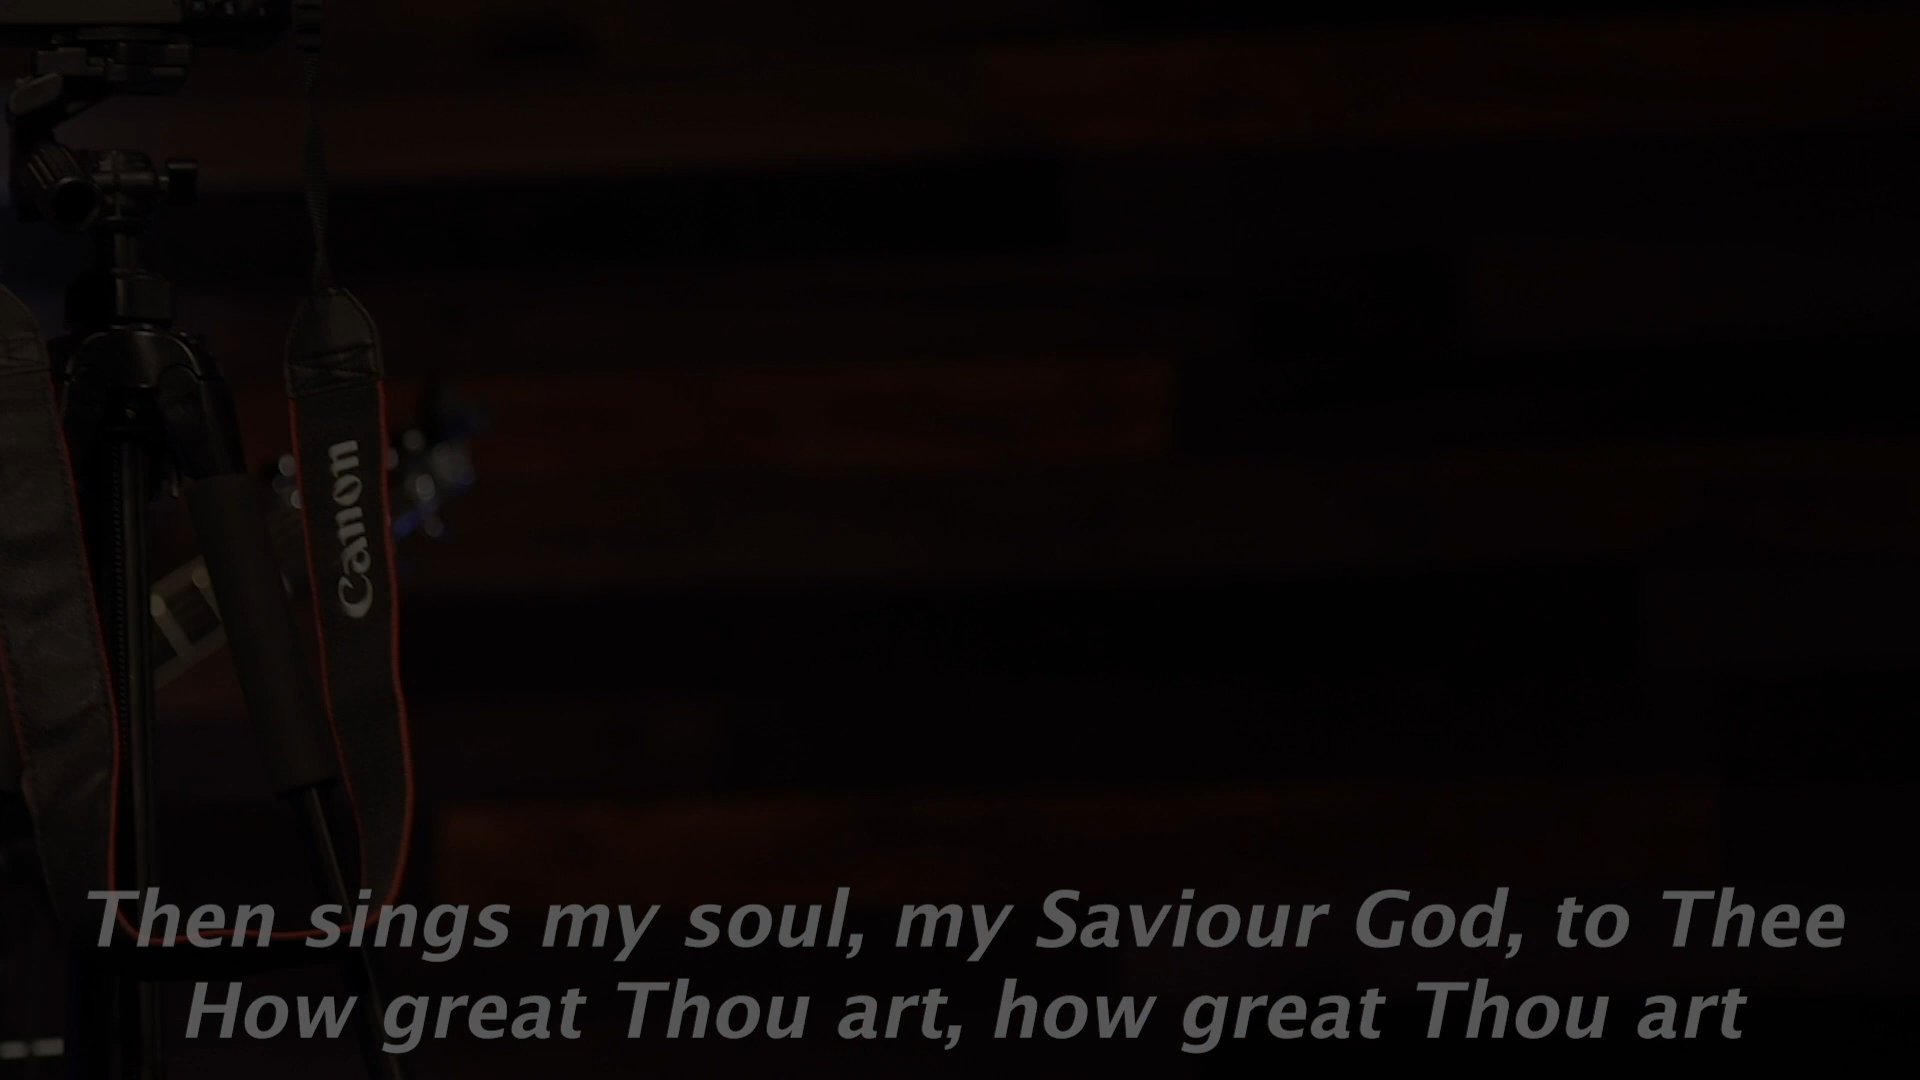 Canon
Then sings my soul, my Saviour God, to Thee
How great Thou art, how great Thou art